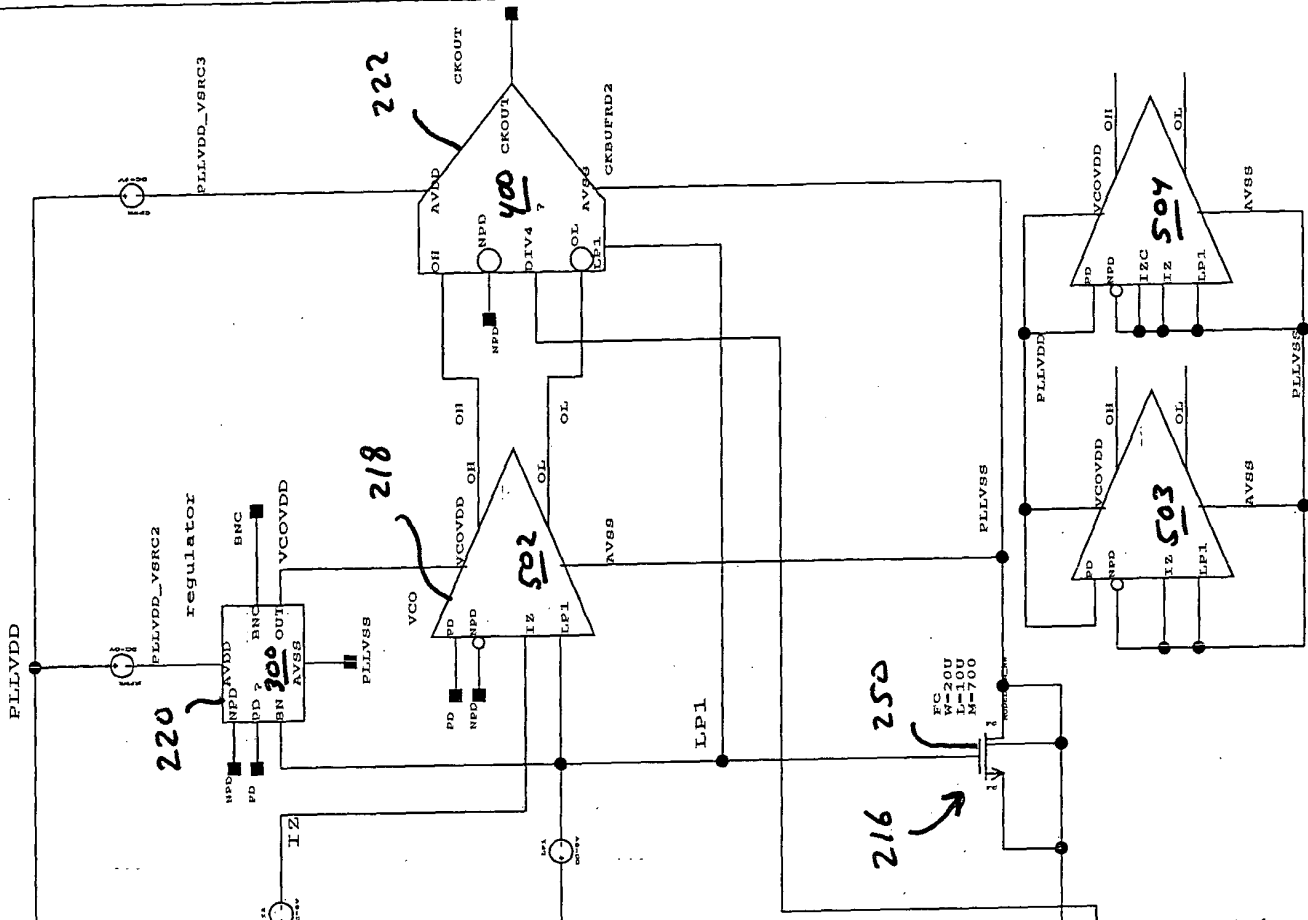 PLLVDD
PLLVDD_VSRC3
222
CKOUT
AVDD
CKOUT
400
?
AVSS
CKBUFRD2
OH
NPD
DIV4
OL
LP1
NPD
OH
OL
218
VCO
VCOVDD
OH
OL
502
AVSS
PD
NPD
IZ
LP1
PD
NPD
PLLVDD_VSRC2
regulator
BNC
VCOVDD
220
AVDD
BNC
OUT
300
AVSS
NPD
PD ?
BN
PLLVSS
NPD
PD
IZ
LP1
PLLVSS
250
FC
W=20U
L=10U
M=700
216
OH
OL
VCOVDD
504
AVSS
PD
NPD
IZC
IZ
LP1
PLLVDD
PLLVSS
OH
OL
VCOVDD
503
AVSS
PD
NPD
IZ
LP1